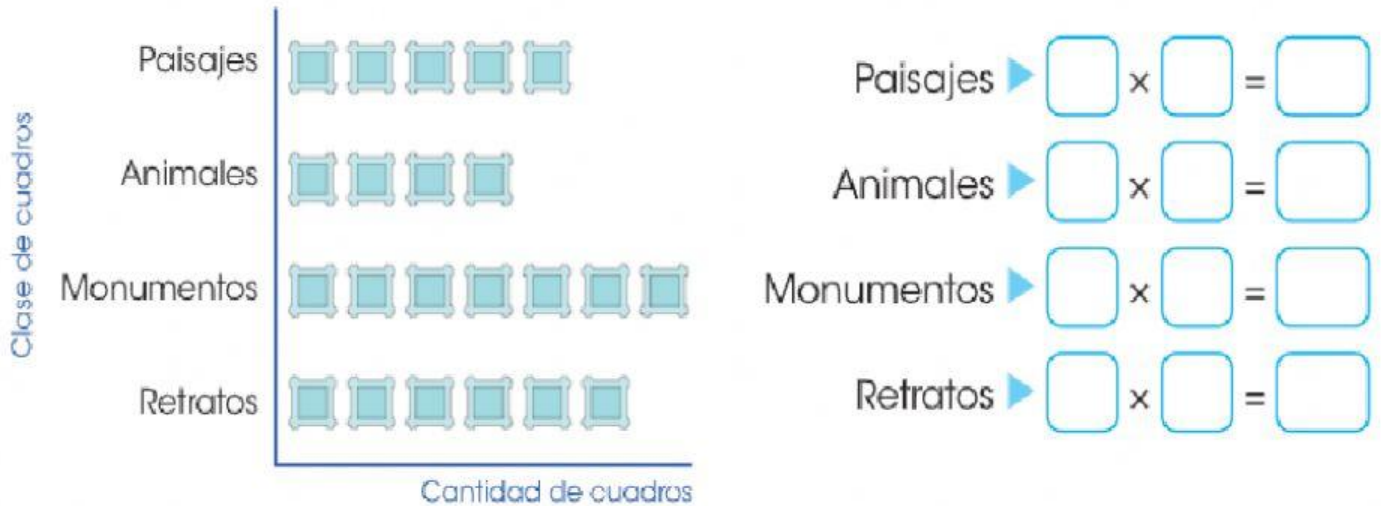 Clase de cuadros
Paisajes
Animales
Monumentos
Retratos
Cantidad de cuadros
Paisajes ▶ × =
Animales ▶ × =
Monumentos ▶ × =
Retratos ▶ × =